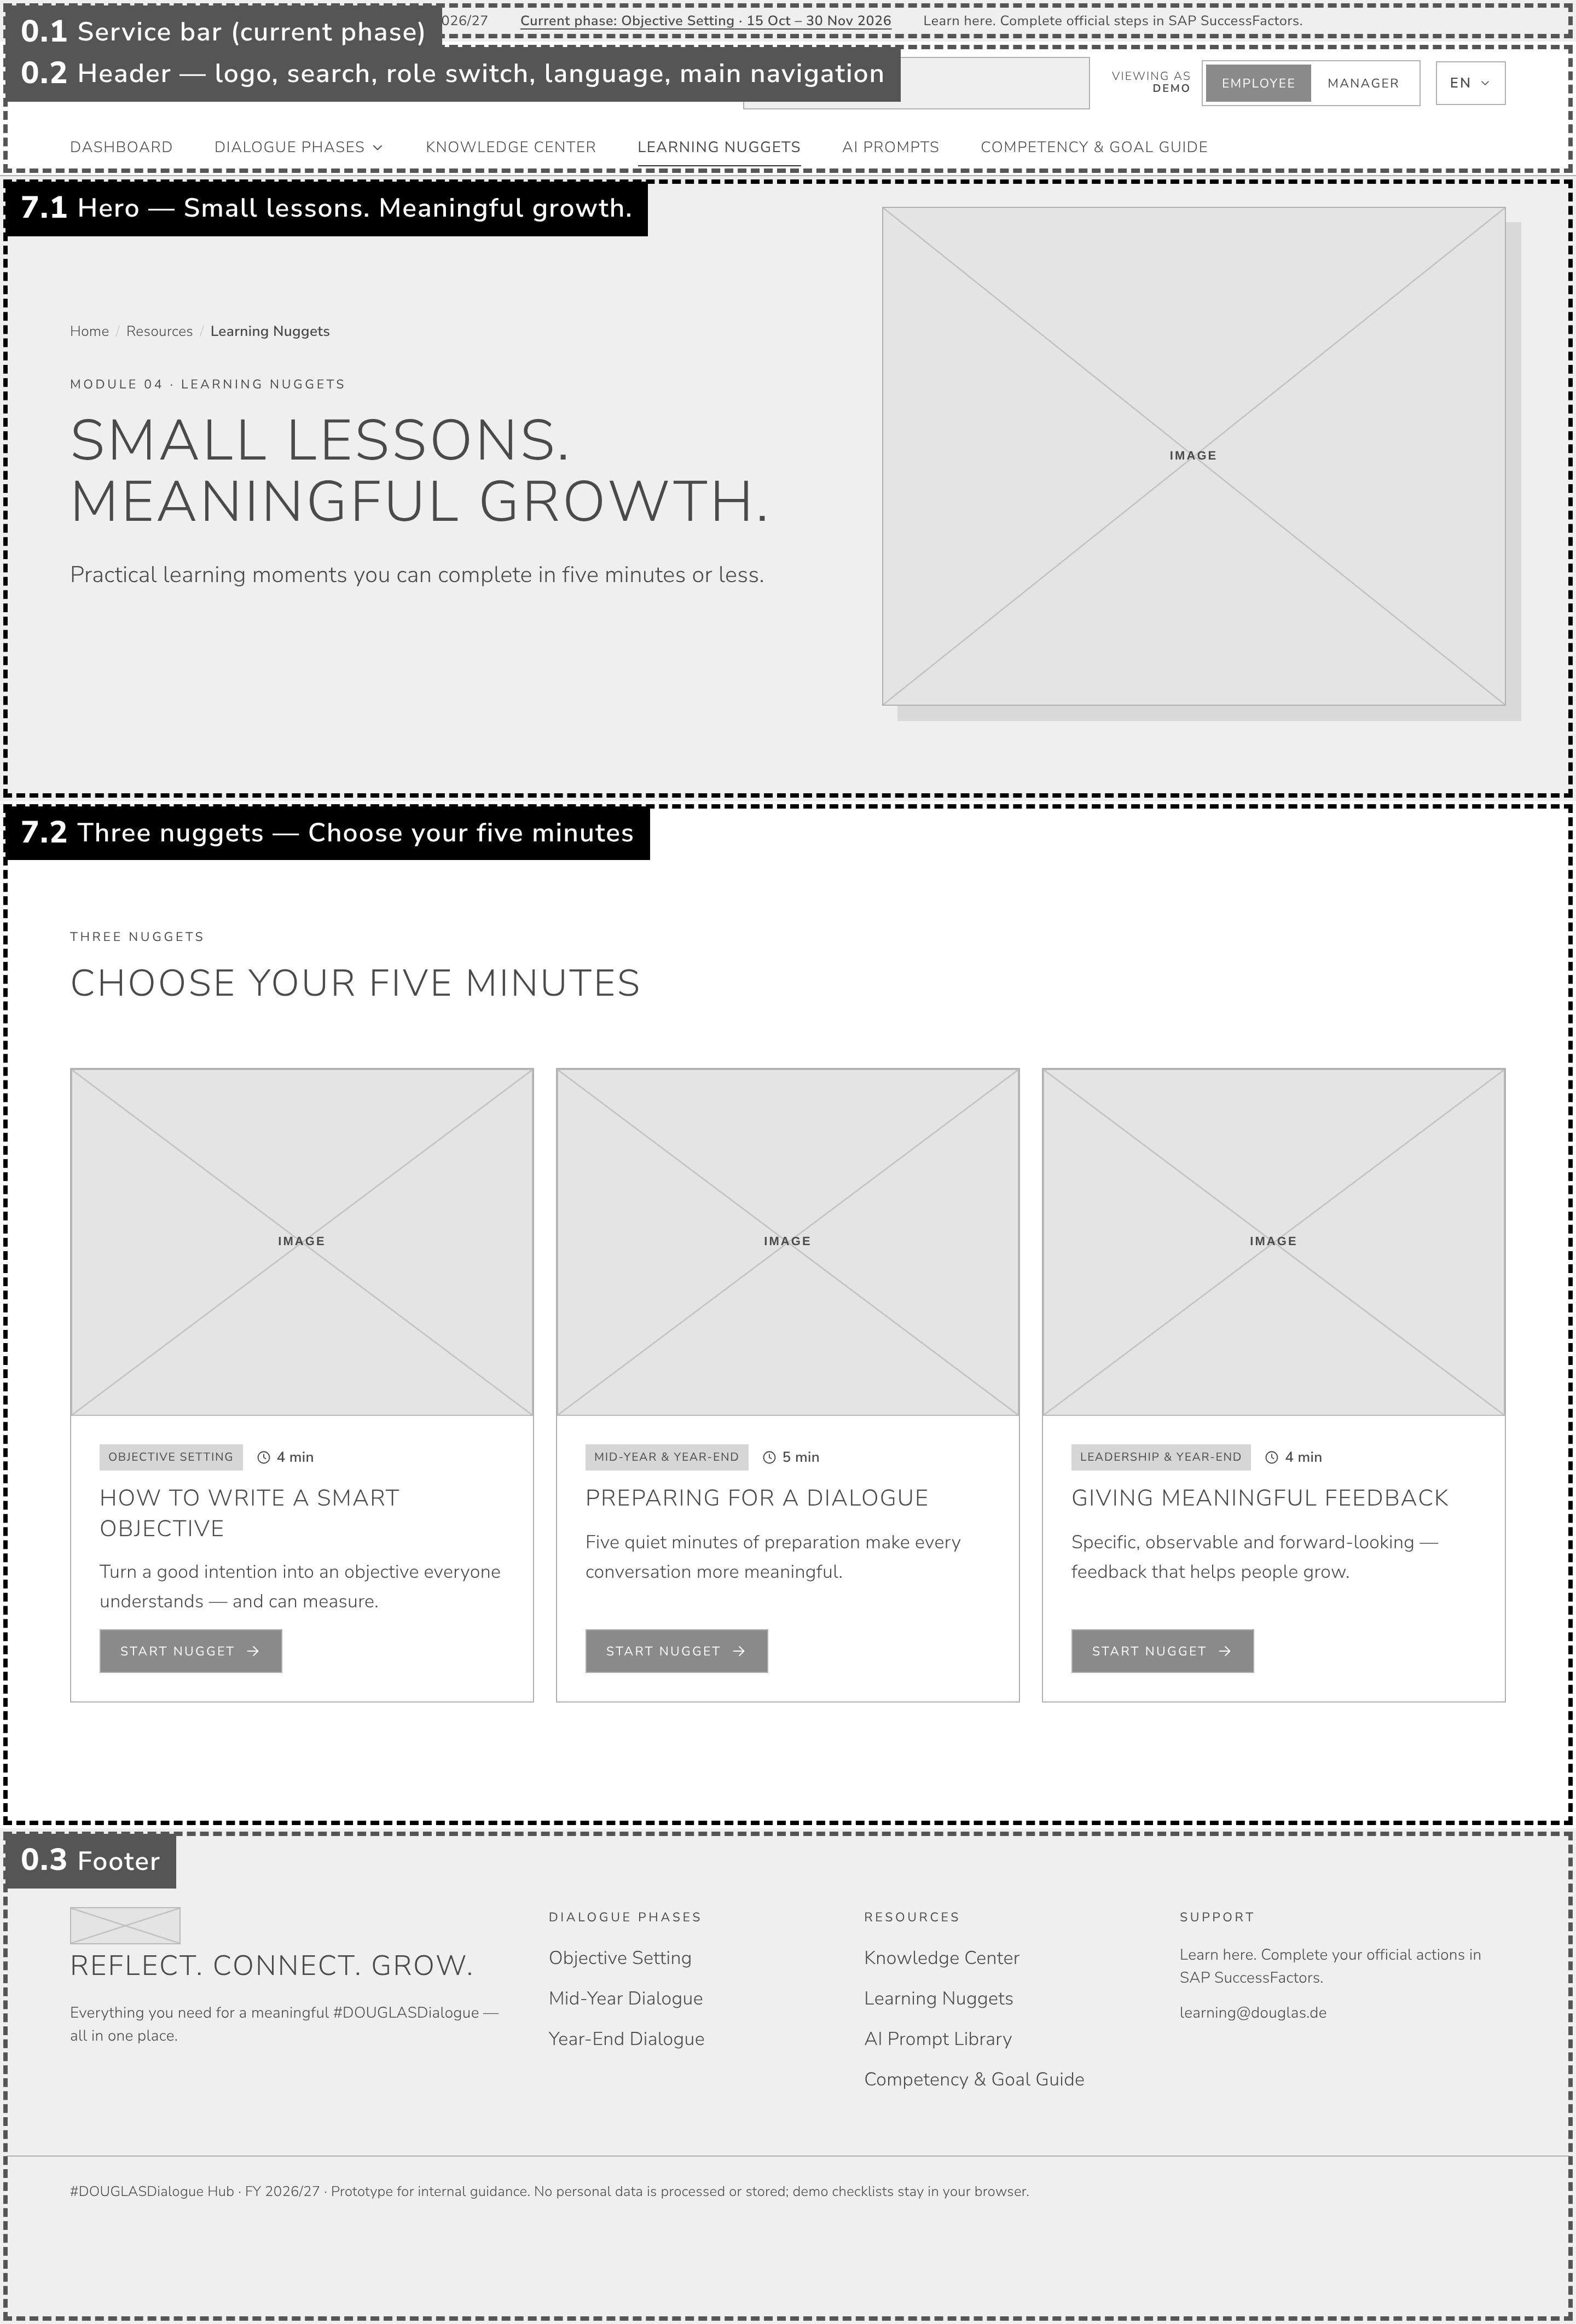 0.1 Service bar (current phase)
026/27 Current phase: Objective Setting · 15 Oct – 30 Nov 2026 Learn here. Complete official steps in SAP SuccessFactors.
0.2 Header — logo, search, role switch, language, main navigation
VIEWING AS
DEMO
EMPLOYEE MANAGER EN
DASHBOARD DIALOGUE PHASES KNOWLEDGE CENTER LEARNING NUGGETS AI PROMPTS COMPETENCY & GOAL GUIDE
7.1 Hero — Small lessons. Meaningful growth.
Home / Resources / Learning Nuggets
MODULE 04 · LEARNING NUGGETS
SMALL LESSONS.
MEANINGFUL GROWTH.
Practical learning moments you can complete in five minutes or less.
IMAGE
7.2 Three nuggets — Choose your five minutes
THREE NUGGETS
CHOOSE YOUR FIVE MINUTES
IMAGE
OBJECTIVE SETTING 4 min
HOW TO WRITE A SMART
OBJECTIVE
Turn a good intention into an objective everyone
understands — and can measure.
START NUGGET →
IMAGE
MID-YEAR & YEAR-END 5 min
PREPARING FOR A DIALOGUE
Five quiet minutes of preparation make every
conversation more meaningful.
START NUGGET →
IMAGE
LEADERSHIP & YEAR-END 4 min
GIVING MEANINGFUL FEEDBACK
Specific, observable and forward-looking —
feedback that helps people grow.
START NUGGET →
0.3 Footer
REFLECT. CONNECT. GROW.
Everything you need for a meaningful #DOUGLASDialogue —
all in one place.
DIALOGUE PHASES
Objective Setting
Mid-Year Dialogue
Year-End Dialogue
RESOURCES
Knowledge Center
Learning Nuggets
AI Prompt Library
Competency & Goal Guide
SUPPORT
Learn here. Complete your official actions in
SAP SuccessFactors.
learning@douglas.de
#DOUGLASDialogue Hub · FY 2026/27 · Prototype for internal guidance. No personal data is processed or stored; demo checklists stay in your browser.